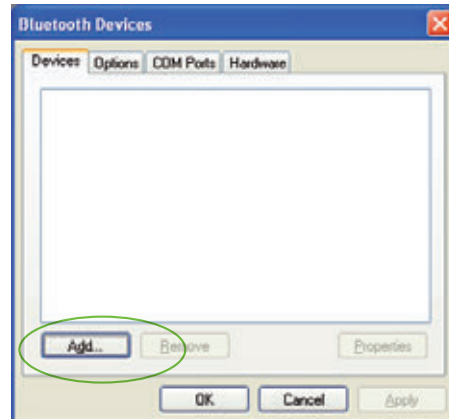 Bluetooth Devices
Devices Options COM Ports Hardware
Add... Remove Properties
OK Cancel Apply